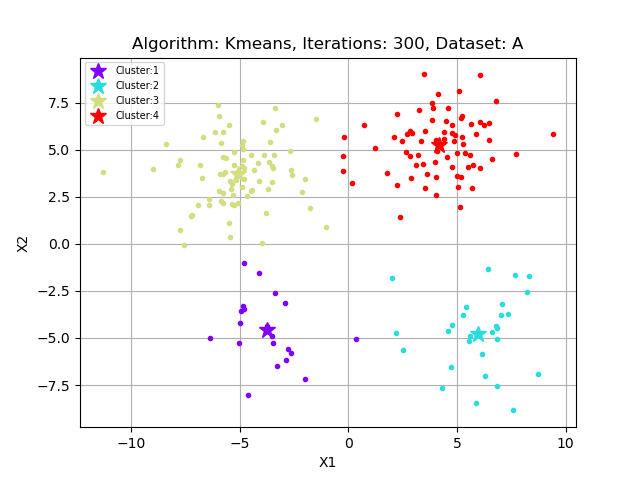 Algorithm: Kmeans, Iterations: 300, Dataset: A
Cluster:1
Cluster:2
Cluster:3
Cluster:4
7.5
5.0
2.5
0.0
−2.5
−5.0
−7.5
X2
−10 −5 0 5 10
X1